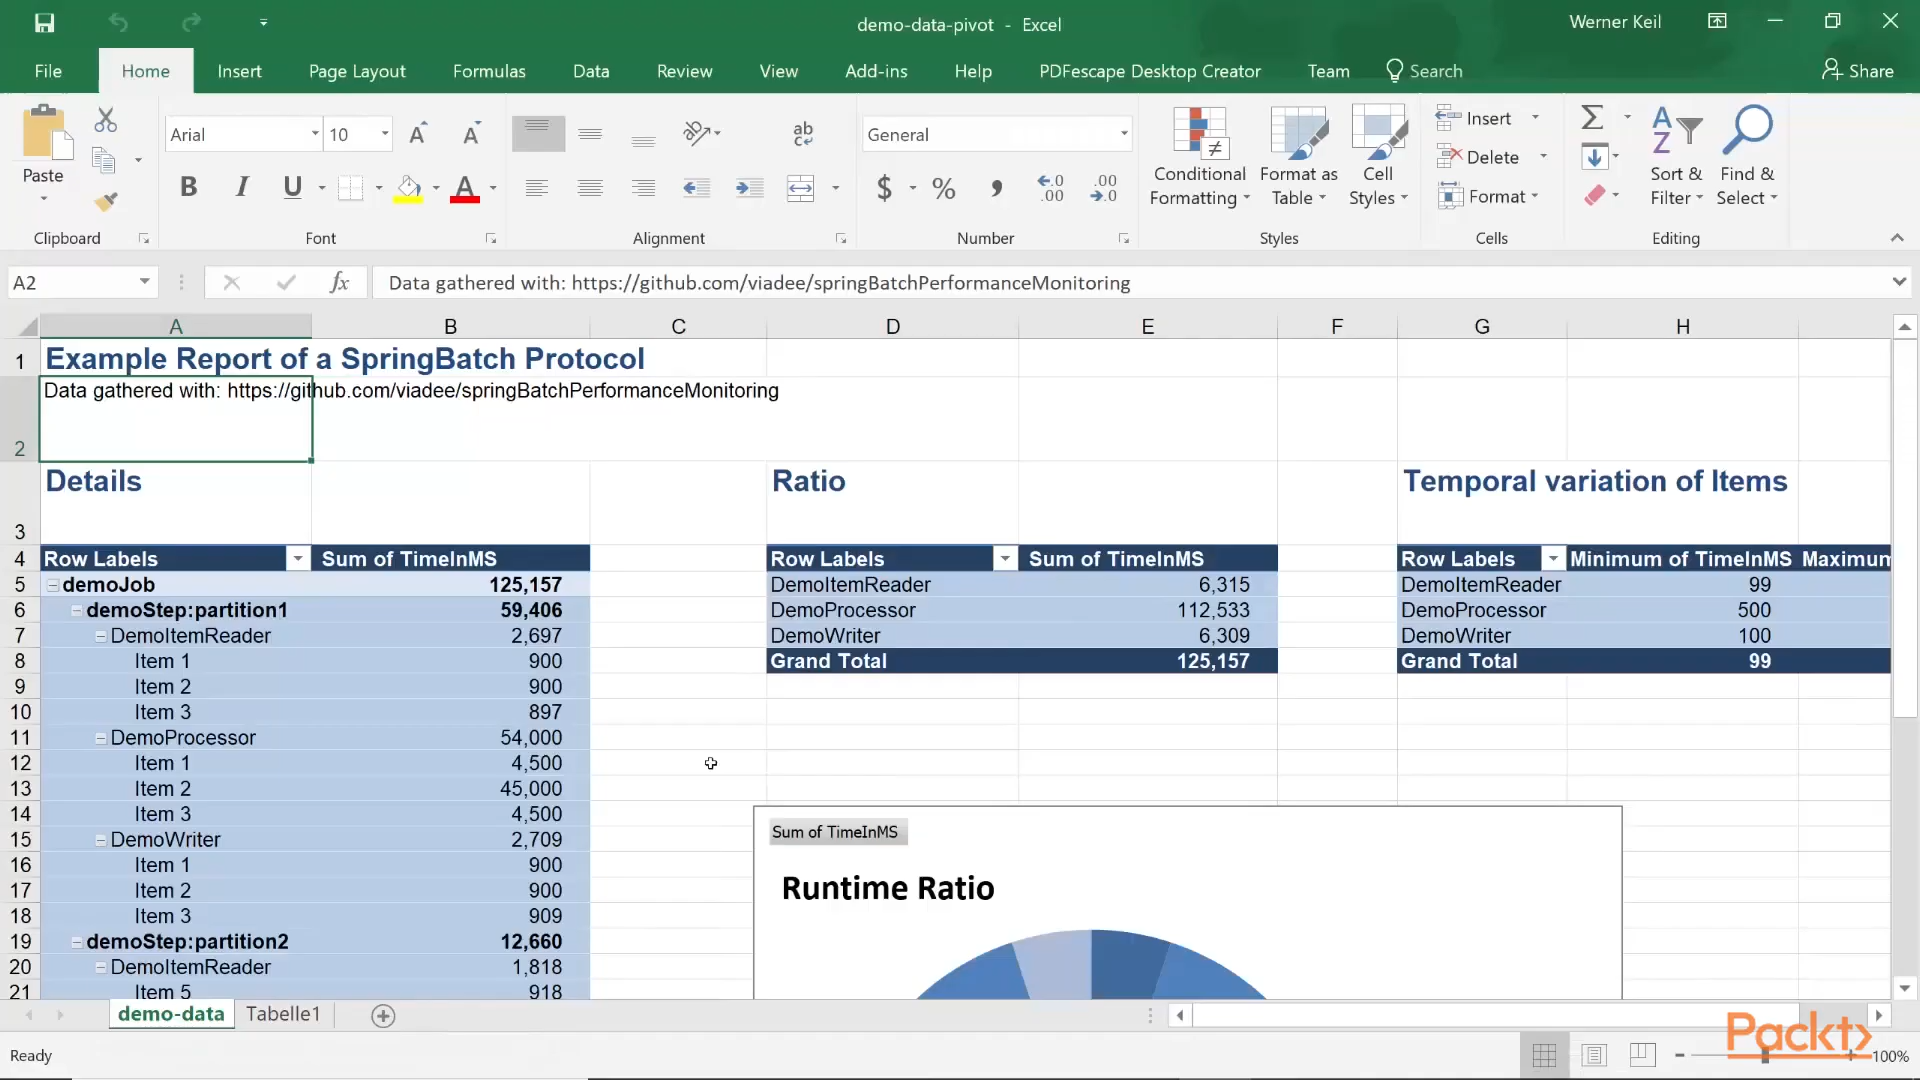 demo-data-pivot - Excel
Werner Keil
File Home Insert Page Layout Formulas Data Review View Add-ins Help PDFescape Desktop Creator Team Search Share
Paste
Clipboard
Arial 10
B I U
Font
ab
Alignment
General
$ % ,
Number
Conditional Formatting
Format as Table
Cell Styles
Styles
Insert
Delete
Format
Cells
Sort & Filter
Find & Select
Editing
A2 fx Data gathered with: https://github.com/viadee/springBatchPerformanceMonitoring
A B C D E F G H
1 Example Report of a SpringBatch Protocol
2 Data gathered with: https://github.com/viadee/springBatchPerformanceMonitoring
3 Details Ratio Temporal variation of Items
4 Row Labels Sum of TimeInMS Row Labels Sum of TimeInMS Row Labels Minimum of TimeInMS Maximum
5 demoJob 125,157 DemoItemReader 6,315 DemoItemReader 99
6 demoStep:partition1 59,406 DemoProcessor 112,533 DemoProcessor 500
7 DemoItemReader 2,697 DemoWriter 6,309 DemoWriter 100
8 Item 1 900 Grand Total 125,157 Grand Total 99
9 Item 2 900
10 Item 3 897
11 DemoProcessor 54,000
12 Item 1 4,500
13 Item 2 45,000
14 Item 3 4,500
15 DemoWriter 2,709
16 Item 1 900
17 Item 2 900
18 Item 3 909
19 demoStep:partition2 12,660
20 DemoItemReader 1,818
21 Item 5 918
Sum of TimeInMS
Runtime Ratio
demo-data Tabelle1
Packt
Ready 100%